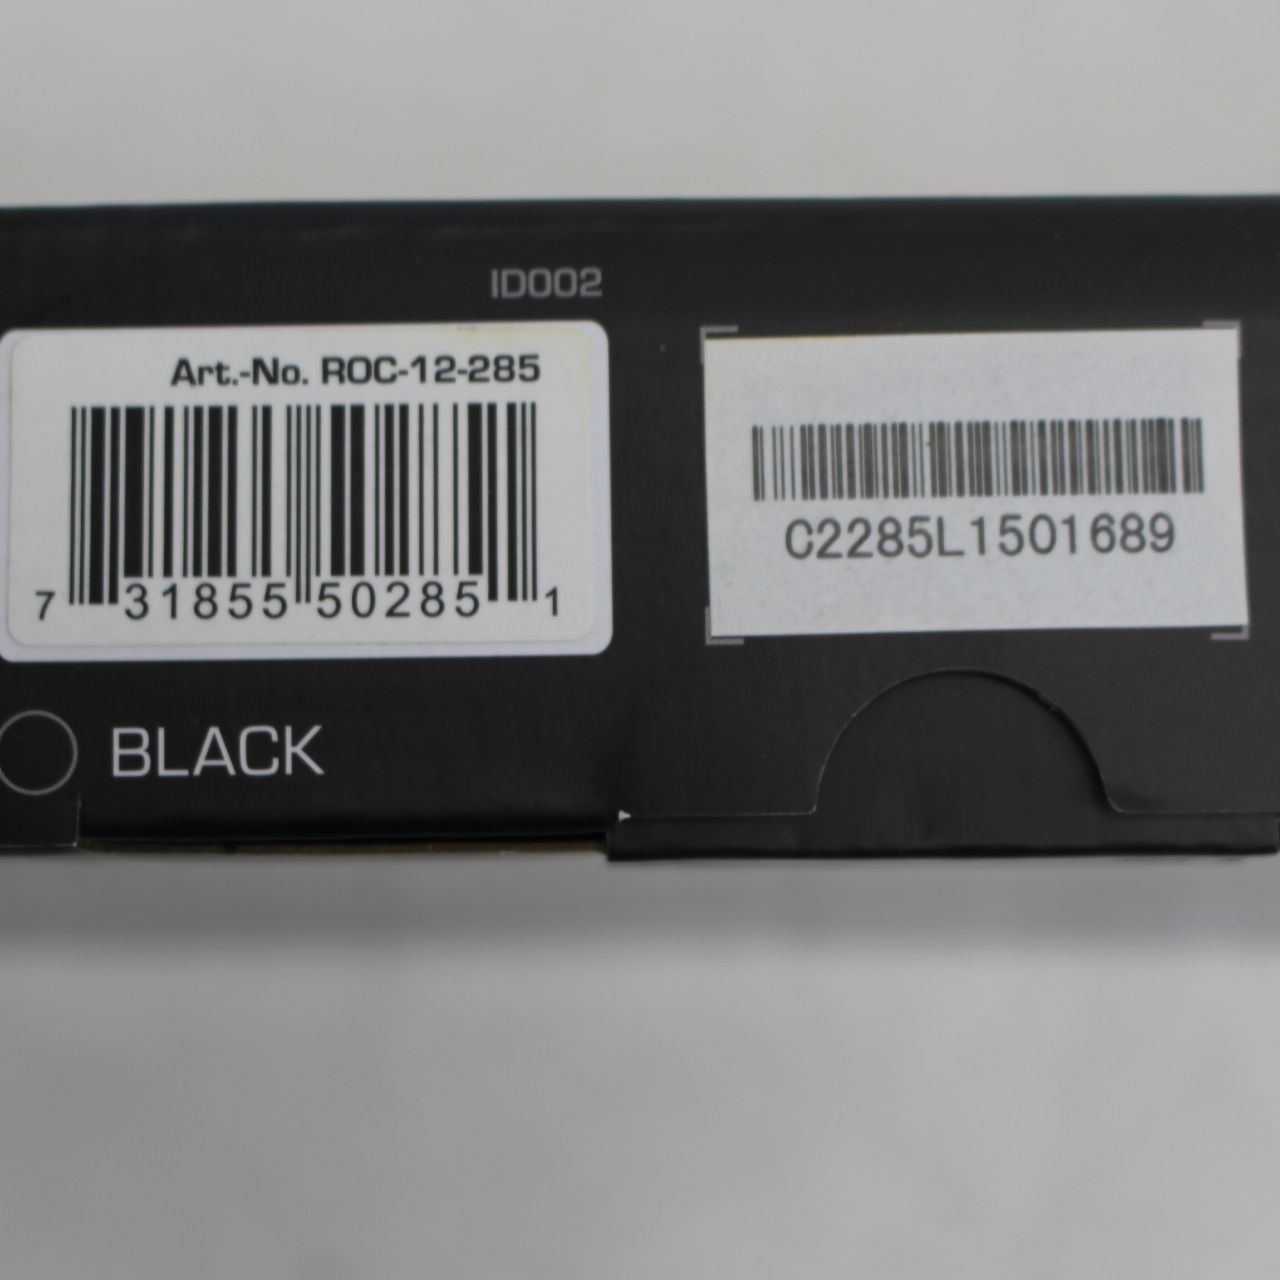 ID002
Art.-No. ROC-12-285
7 31855 50285 1
C2285L1501689
BLACK